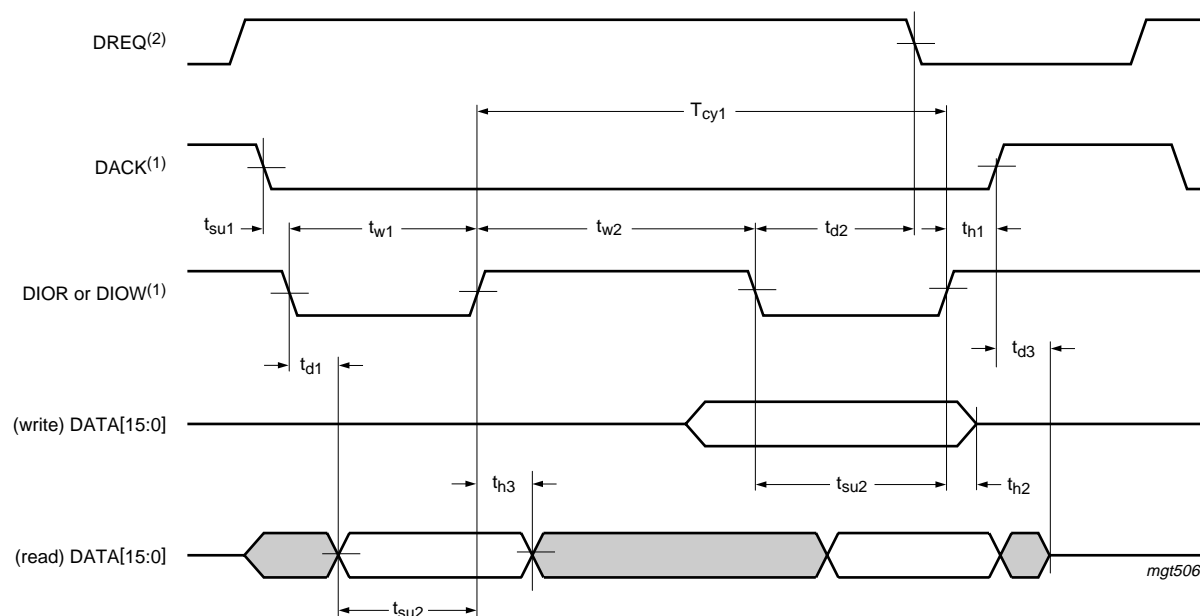 DREQ(2)
Tcy1
DACK(1)
tsu1
tw1
tw2
td2
th1
DIOR or DIOW(1)
td1
td3
(write) DATA[15:0]
th3
tsu2
th2
(read) DATA[15:0]
mgt506
tsu2